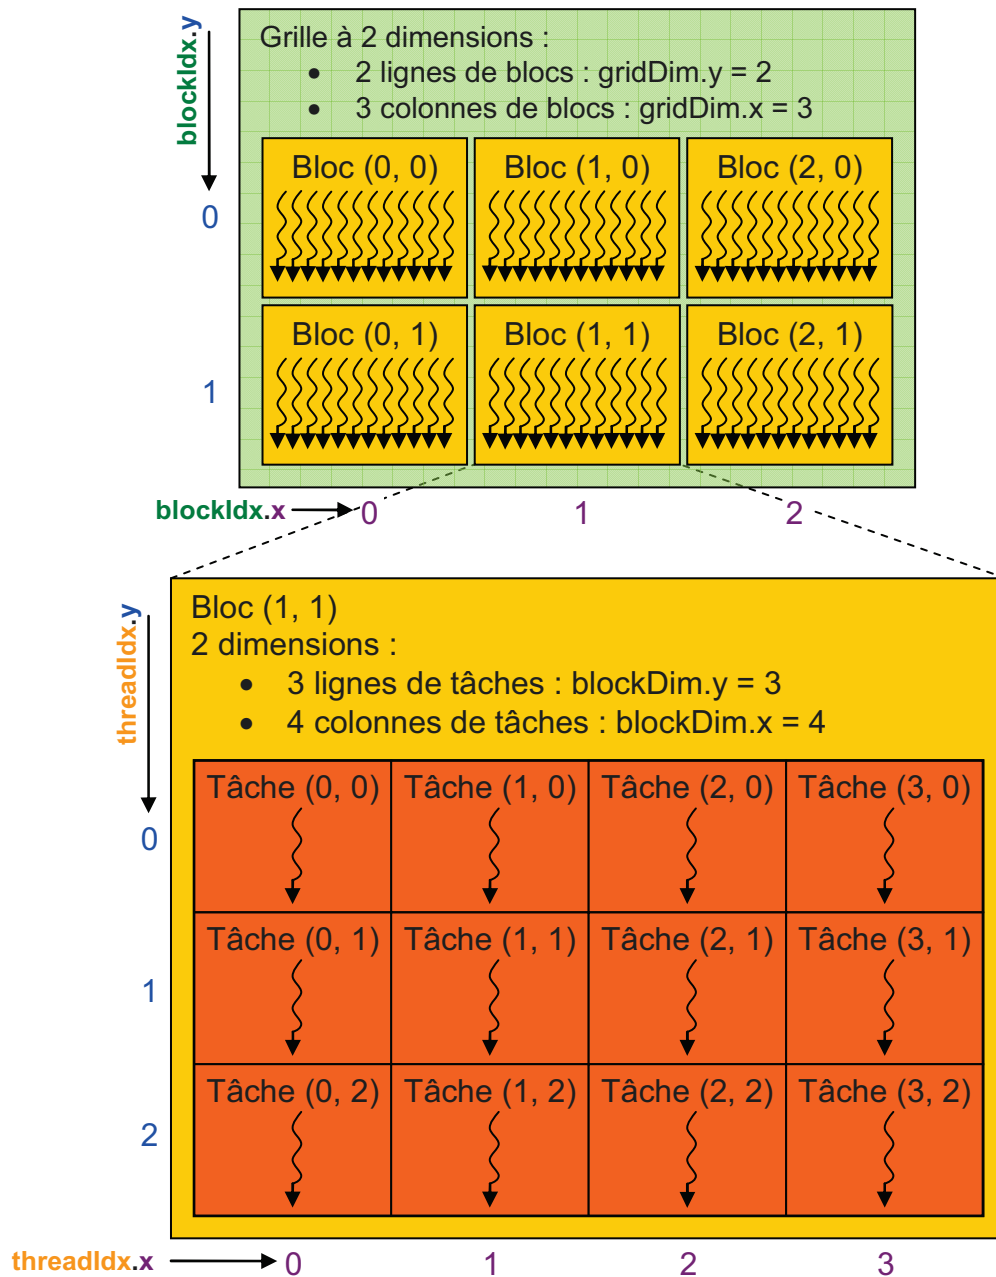 blockIdx.y
Grille à 2 dimensions :
• 2 lignes de blocs : gridDim.y = 2
• 3 colonnes de blocs : gridDim.x = 3
Bloc (0, 0) Bloc (1, 0) Bloc (2, 0)
0
Bloc (0, 1) Bloc (1, 1) Bloc (2, 1)
1
blockIdx.x 0 1 2
threadIdx.y
Bloc (1, 1)
2 dimensions :
• 3 lignes de tâches : blockDim.y = 3
• 4 colonnes de tâches : blockDim.x = 4
Tâche (0, 0) Tâche (1, 0) Tâche (2, 0) Tâche (3, 0)
0
Tâche (0, 1) Tâche (1, 1) Tâche (2, 1) Tâche (3, 1)
1
Tâche (0, 2) Tâche (1, 2) Tâche (2, 2) Tâche (3, 2)
2
threadIdx.x 0 1 2 3